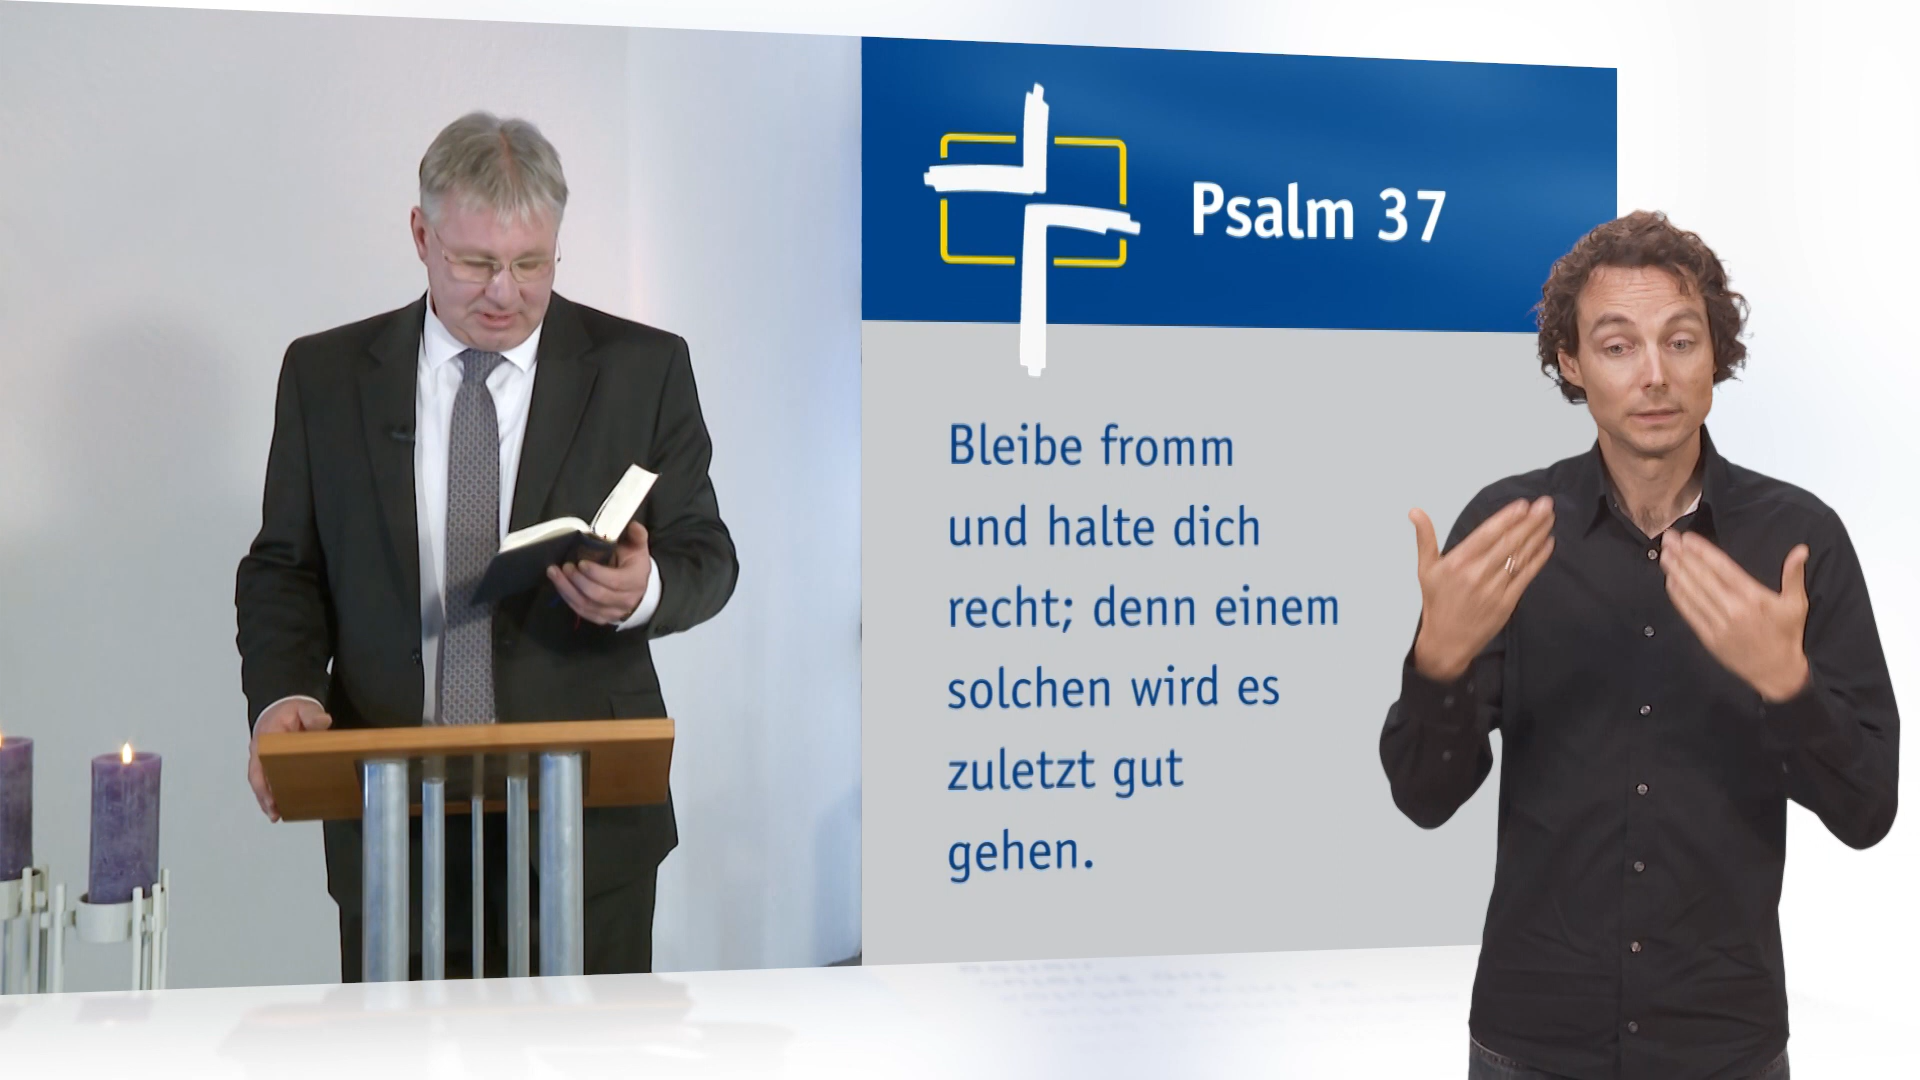 Psalm 37
Bleibe fromm
und halte dich
recht; denn einem
solchen wird es
zuletzt gut
gehen.